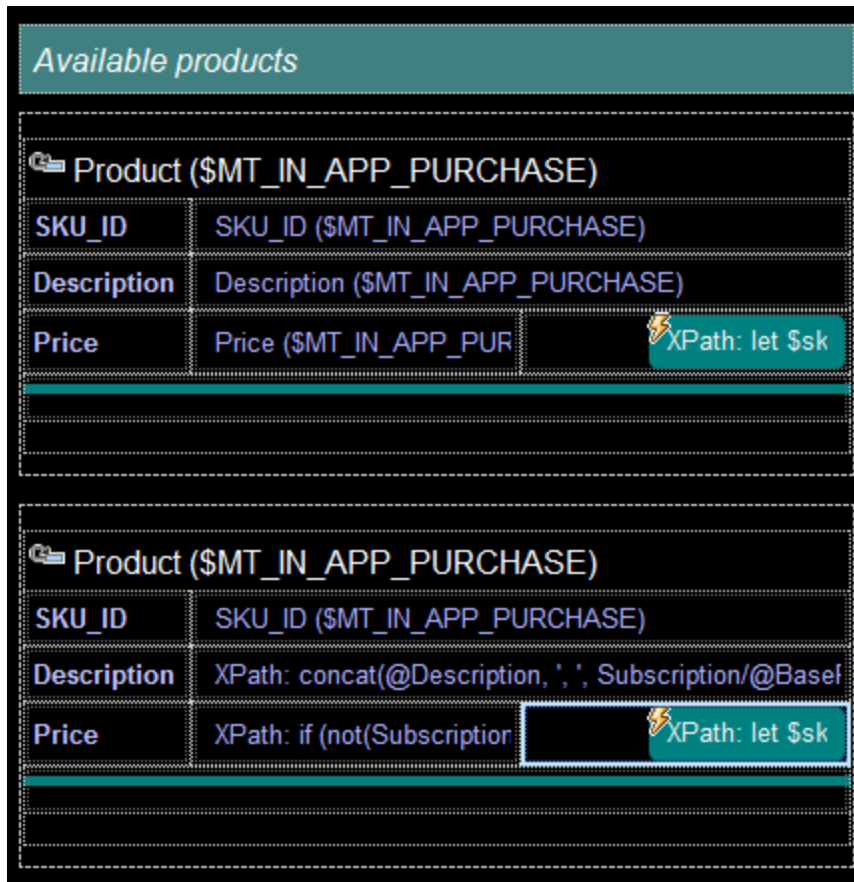 Available products
Product ($MT_IN_APP_PURCHASE)
SKU_ID SKU_ID ($MT_IN_APP_PURCHASE)
Description Description ($MT_IN_APP_PURCHASE)
Price Price ($MT_IN_APP_PUR XPath: let $sk
Product ($MT_IN_APP_PURCHASE)
SKU_ID SKU_ID ($MT_IN_APP_PURCHASE)
Description XPath: concat(@Description, ', ', Subscription/@BaseF
Price XPath: if (not(Subscription XPath: let $sk